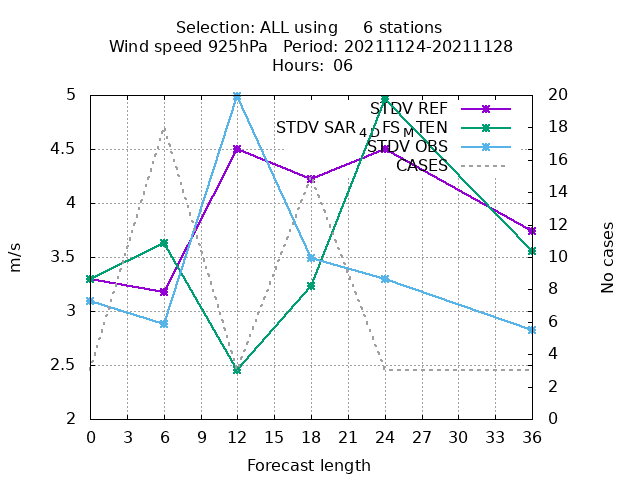 Selection: ALL using 6 stations
Wind speed 925hPa Period: 20211124-20211128
Hours: 06
STDV REF
STDV SAR4DFSMTEN
STDV OBS
CASES
5
4.5
4
3.5
3
2.5
2
m/s
20
18
16
14
12
10
8
6
4
2
0
No cases
0 3 6 9 12 15 18 21 24 27 30 33 36
Forecast length